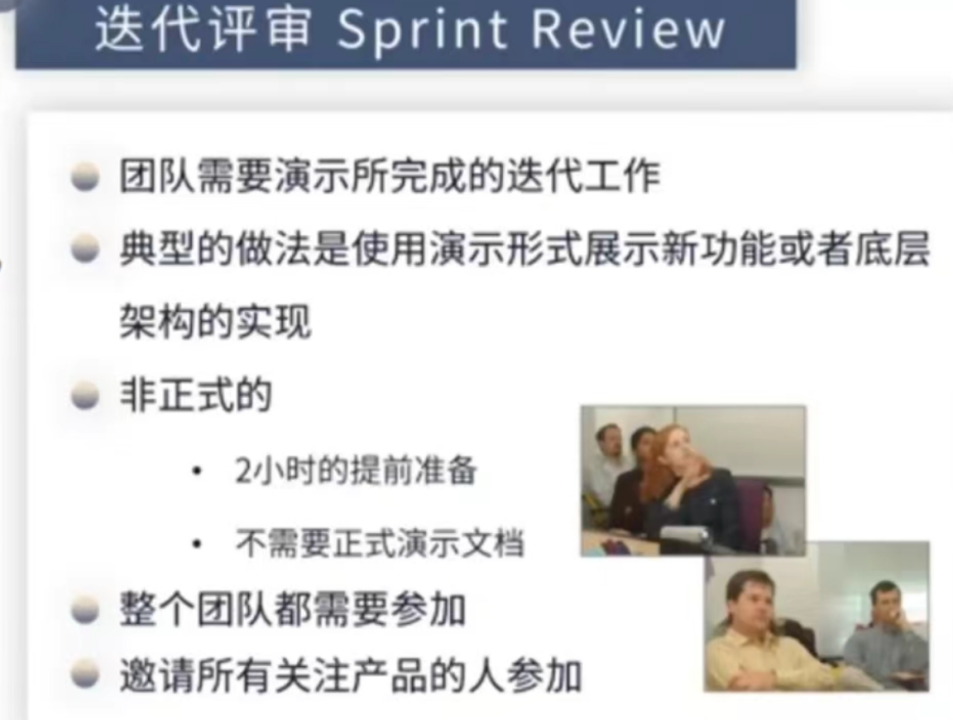 迭代评审 Sprint Review
团队需要演示所完成的迭代工作
典型的做法是使用演示形式展示新功能或者底层
架构的实现
非正式的
2小时的提前准备
不需要正式演示文档
整个团队都需要参加
邀请所有关注产品的人参加